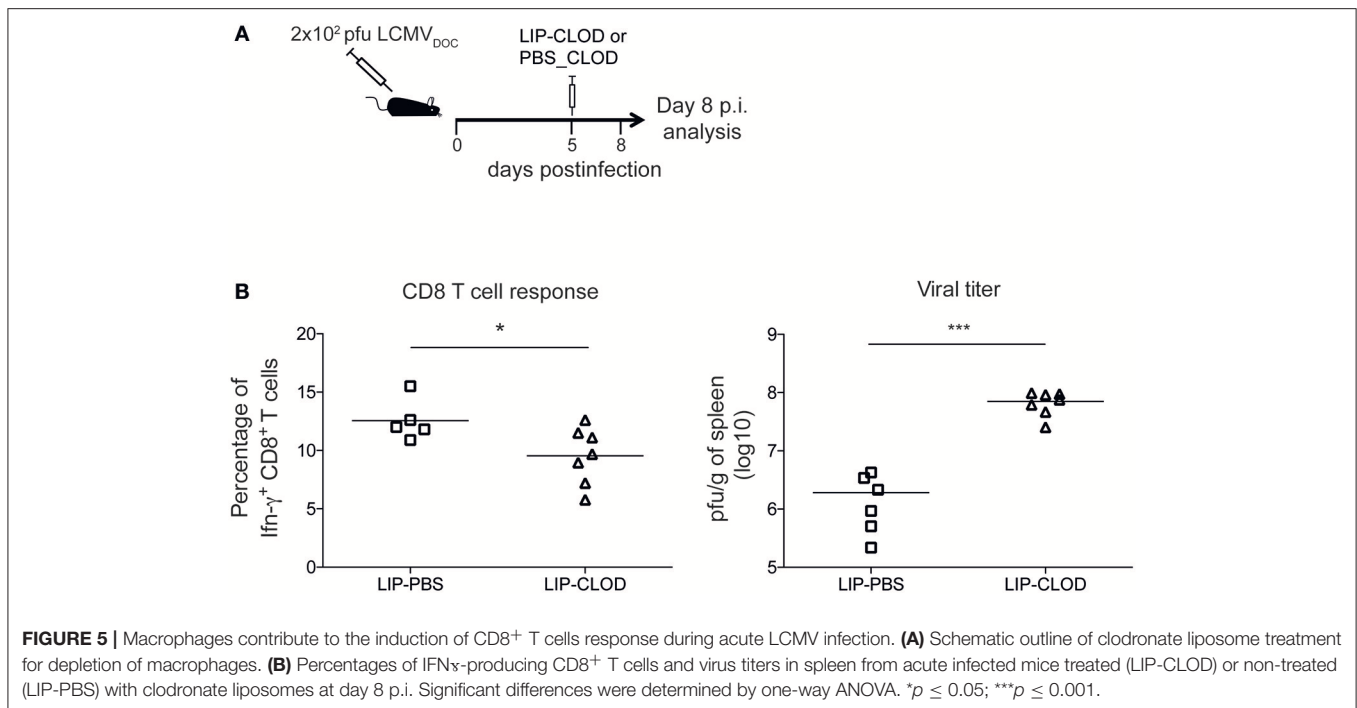 A
2x10² pfu LCMV_DOC
LIP-CLOD or
PBS_CLOD
Day 8 p.i.
analysis
0
5
8
days postinfection
B
CD8 T cell response
Percentage of
Ifn-γ⁺ CD8⁺ T cells
20
15
10
5
0
*
LIP-PBS
LIP-CLOD
Viral titer
pfu/g of spleen
(log10)
9
8
7
6
5
***
LIP-PBS
LIP-CLOD
FIGURE 5 | Macrophages contribute to the induction of CD8⁺ T cells response during acute LCMV infection. (A) Schematic outline of clodronate liposome treatment
for depletion of macrophages. (B) Percentages of IFNɤ-producing CD8⁺ T cells and virus titers in spleen from acute infected mice treated (LIP-CLOD) or non-treated
(LIP-PBS) with clodronate liposomes at day 8 p.i. Significant differences were determined by one-way ANOVA. *p ≤ 0.05; ***p ≤ 0.001.